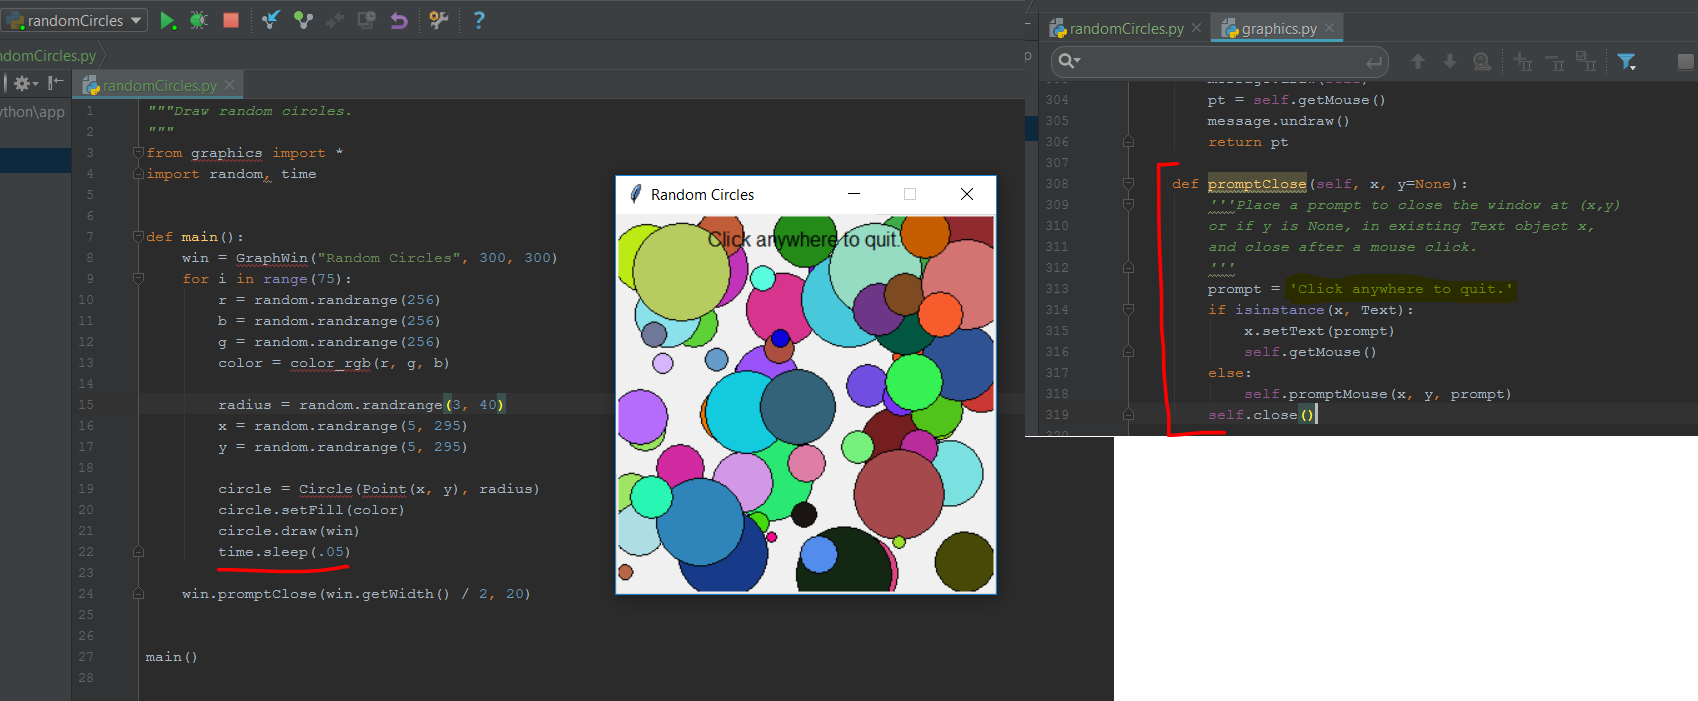 randomCircles
ndomCircles.py
randomCircles.py
ython\app
1 """Draw random circles.
2 """
3 from graphics import *
4 import random, time
5
6
7 def main():
8 win = GraphWin("Random Circles", 300, 300)
9 for i in range(75):
10 r = random.randrange(256)
11 b = random.randrange(256)
12 g = random.randrange(256)
13 color = color_rgb(r, g, b)
14
15 radius = random.randrange(3, 40)
16 x = random.randrange(5, 295)
17 y = random.randrange(5, 295)
18
19 circle = Circle(Point(x, y), radius)
20 circle.setFill(color)
21 circle.draw(win)
22 time.sleep(.05)
23
24 win.promptClose(win.getWidth() / 2, 20)
25
26
27 main()
28
Random Circles
Click anywhere to quit.
randomCircles.py
graphics.py
p
304 pt = self.getMouse()
305 message.undraw()
306 return pt
307
308 def promptClose(self, x, y=None):
309 '''Place a prompt to close the window at (x,y)
310 or if y is None, in existing Text object x,
311 and close after a mouse click.
312 '''
313 prompt = 'Click anywhere to quit.'
314 if isinstance(x, Text):
315 x.setText(prompt)
316 self.getMouse()
317 else:
318 self.promptMouse(x, y, prompt)
319 self.close()